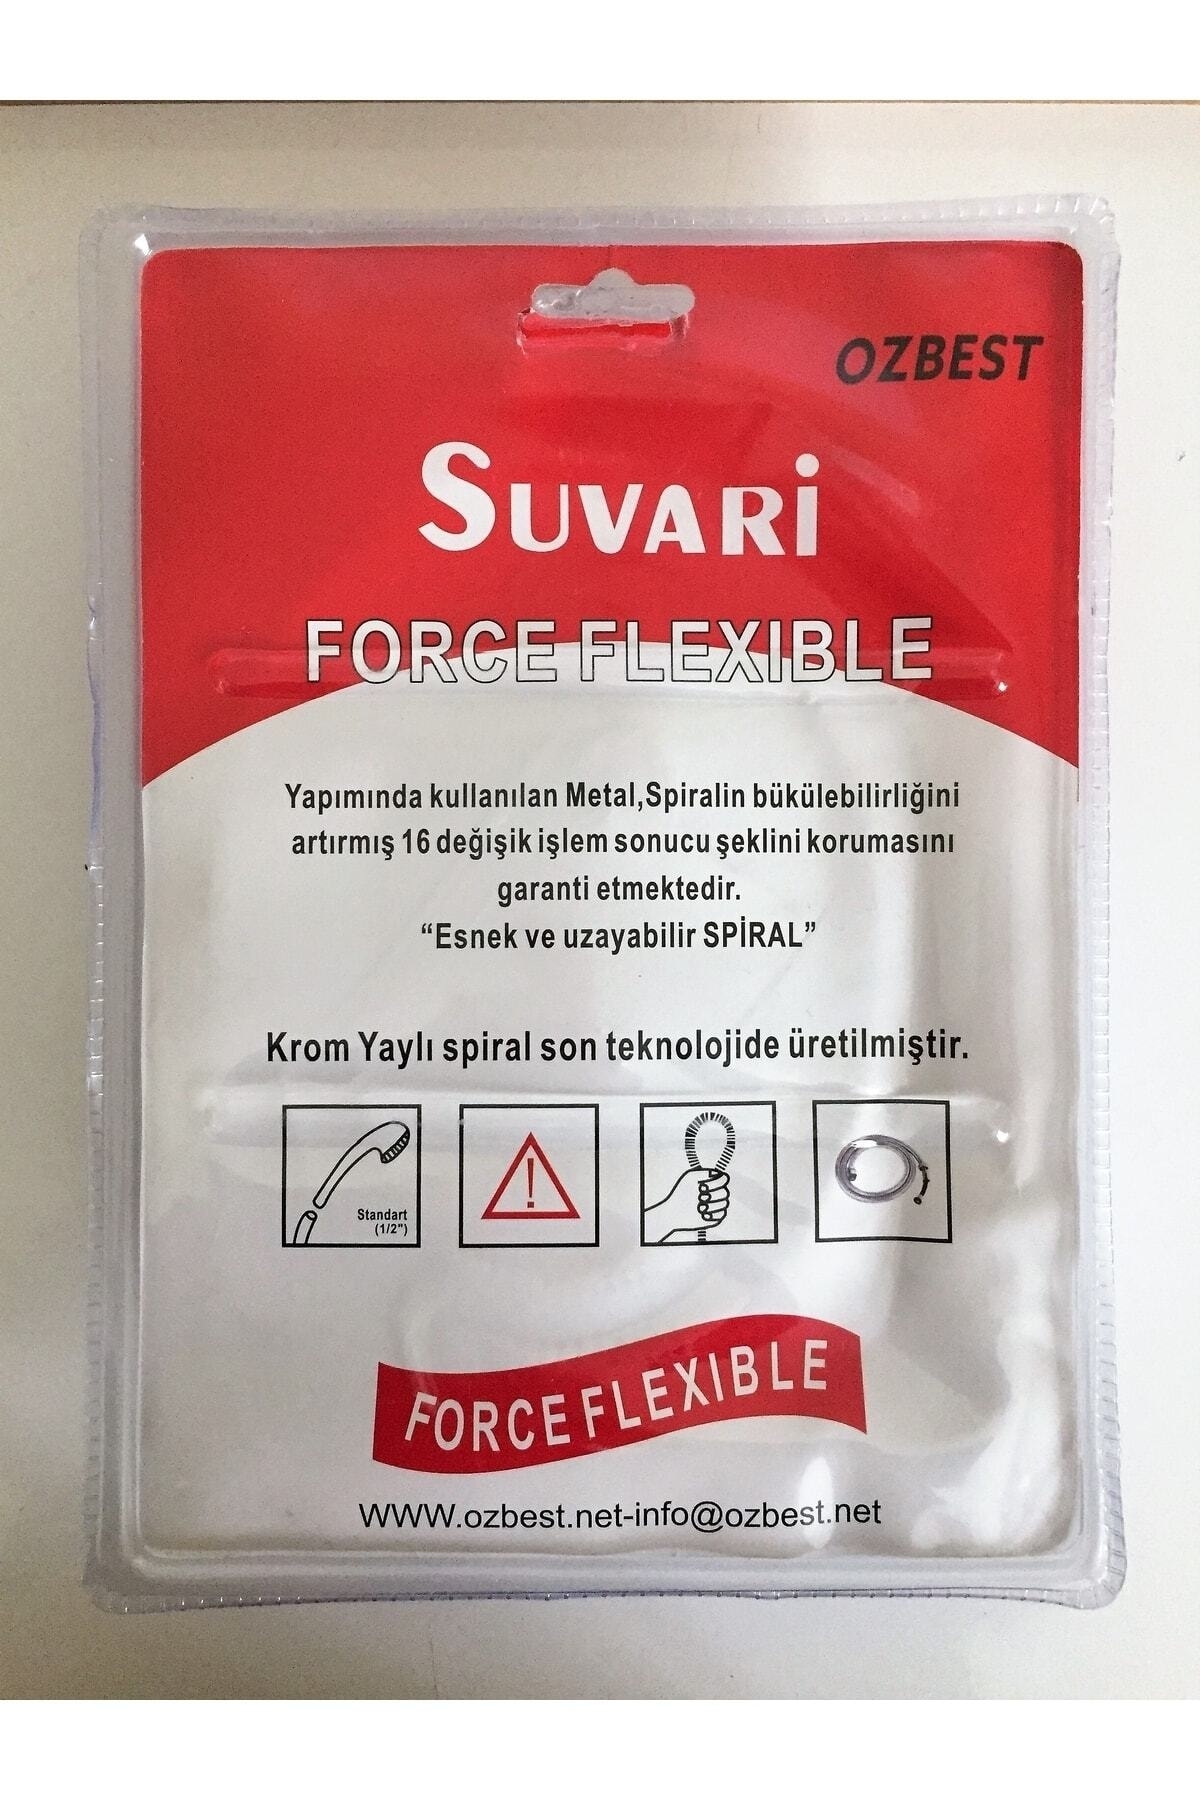 OZBEST
SUVARİ
FORCE FLEXIBLE
Yapımında kullanılan Metal,Spiralin bükülebilirliğini
artırmış 16 değişik işlem sonucu şeklini korumasını
garanti etmektedir.
“Esnek ve uzayabilir SPİRAL”
Krom Yaylı spiral son teknolojide üretilmiştir.
Standart
(1/2")
!
FORCE FLEXIBLE
WWW.ozbest.net-info@ozbest.net